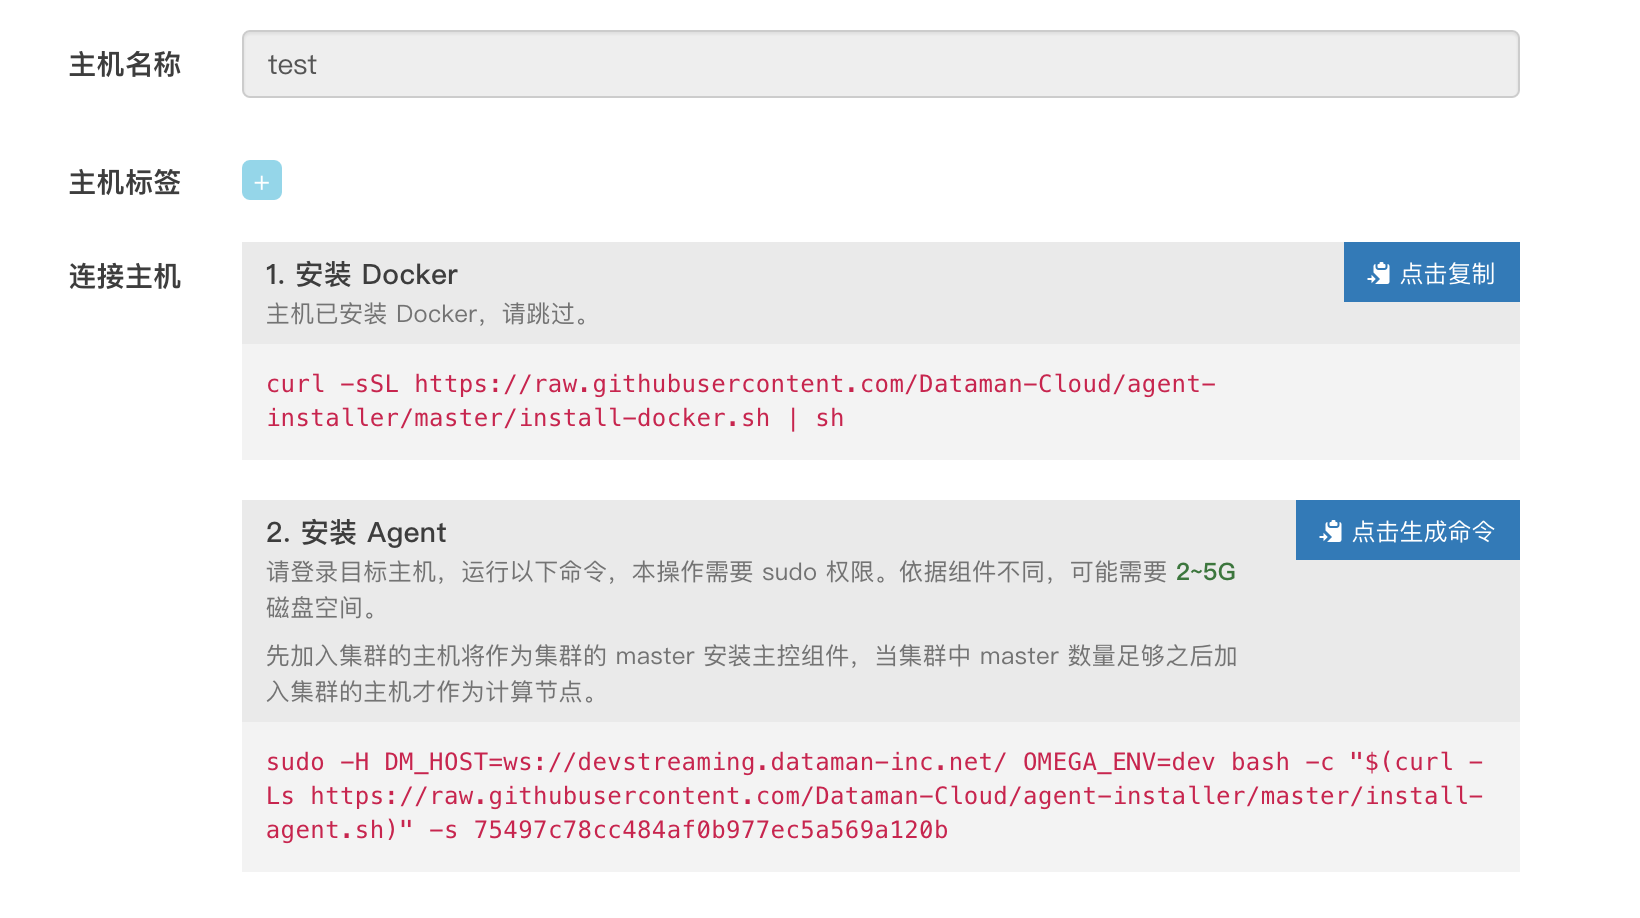 主机名称
test
主机标签
+
连接主机
1. 安装 Docker
点击复制
主机已安装 Docker，请跳过。
curl -sSL https://raw.githubusercontent.com/Dataman-Cloud/agent-
installer/master/install-docker.sh | sh
2. 安装 Agent
点击生成命令
请登录目标主机，运行以下命令，本操作需要 sudo 权限。依据组件不同，可能需要 2~5G
磁盘空间。
先加入集群的主机将作为集群的 master 安装主控组件，当集群中 master 数量足够之后加
入集群的主机才作为计算节点。
sudo -H DM_HOST=ws://devstreaming.dataman-inc.net/ OMEGA_ENV=dev bash -c "$(curl -
Ls https://raw.githubusercontent.com/Dataman-Cloud/agent-installer/master/install-
agent.sh)" -s 75497c78cc484af0b977ec5a569a120b